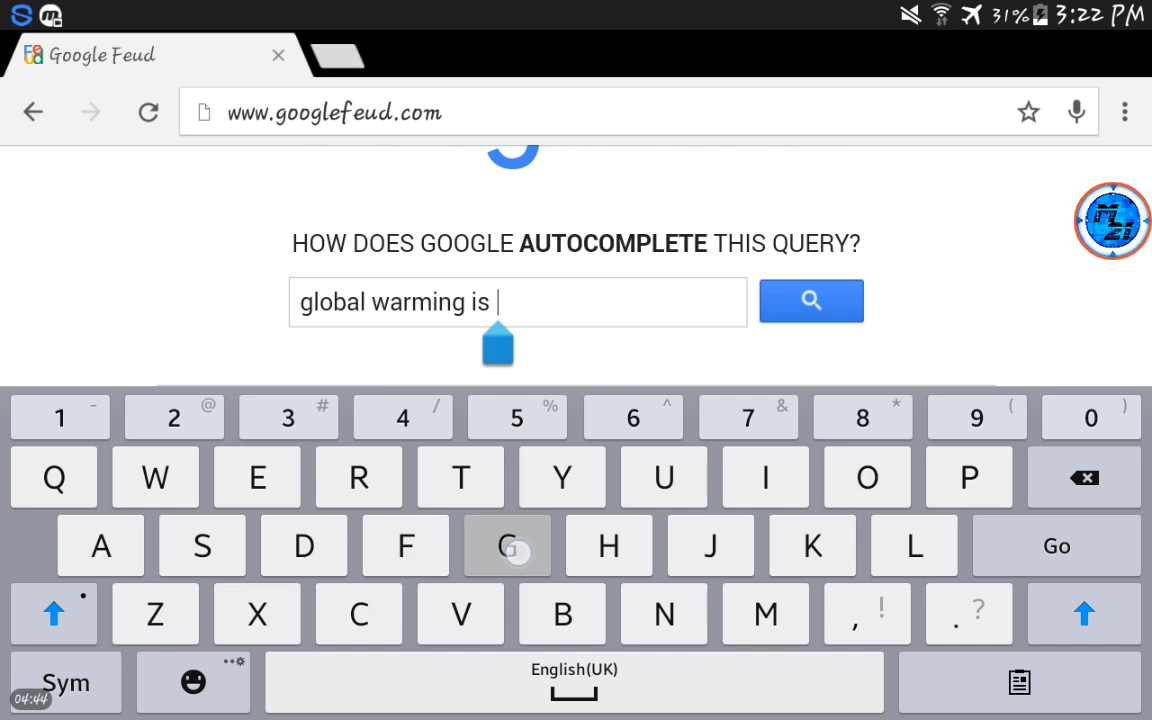 31% 3:22 PM
Google Feud
www.googlefeud.com
HOW DOES GOOGLE AUTOCOMPLETE THIS QUERY?
global warming is
1 - 2 @ 3 # 4 / 5 % 6 ^ 7 & 8 * 9 ( 0 )
Q W E R T Y U I O P
A S D F G H J K L Go
Z X C V B N M , ! . ?
Sym English(UK)
04:44